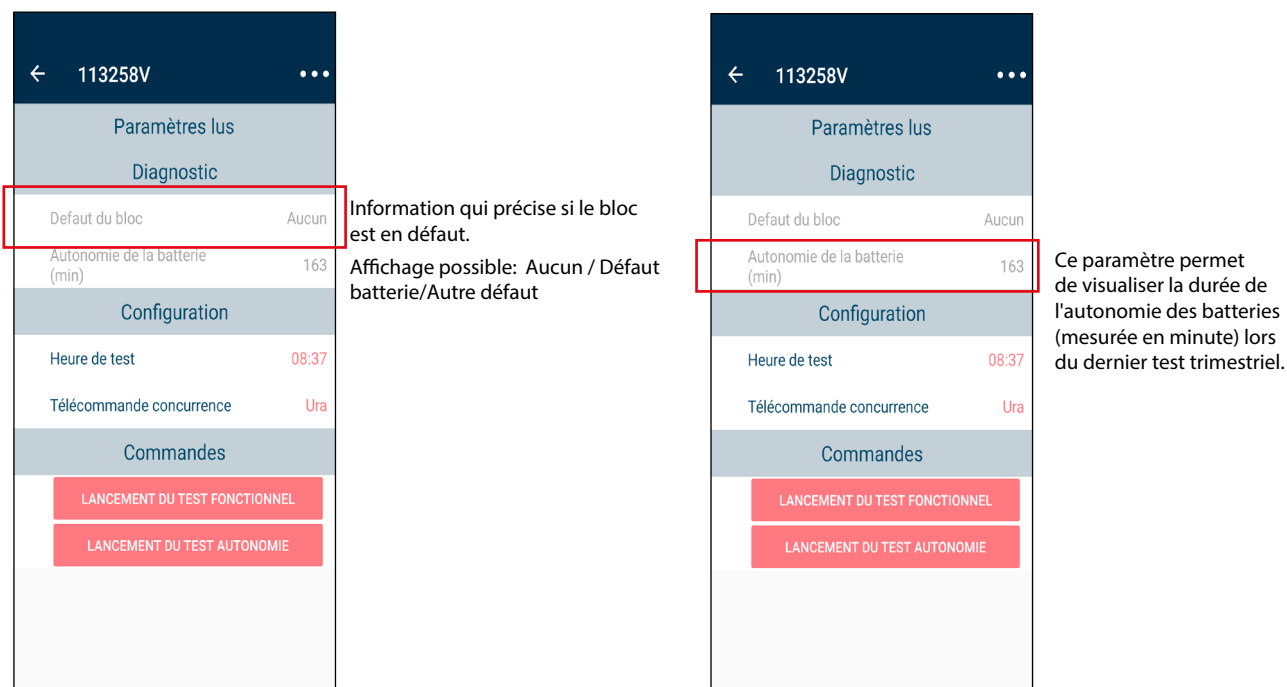 ← 113258V •••
Paramètres lus
Diagnostic
Defaut du bloc Aucun
Autonomie de la batterie
(min) 163
Configuration
Heure de test 08:37
Télécommande concurrence Ura
Commandes
LANCEMENT DU TEST FONCTIONNEL
LANCEMENT DU TEST AUTONOMIE
Information qui précise si le bloc
est en défaut.
Affichage possible: Aucun / Défaut
batterie/Autre défaut
← 113258V •••
Paramètres lus
Diagnostic
Defaut du bloc Aucun
Autonomie de la batterie
(min) 163
Configuration
Heure de test 08:37
Télécommande concurrence Ura
Commandes
LANCEMENT DU TEST FONCTIONNEL
LANCEMENT DU TEST AUTONOMIE
Ce paramètre permet
de visualiser la durée de
l'autonomie des batteries
(mesurée en minute) lors
du dernier test trimestriel.